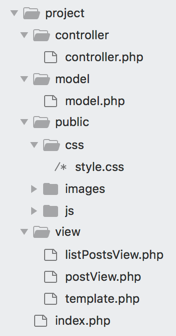 project
controller
controller.php
model
model.php
public
css
/* style.css
images
js
view
listPostsView.php
postView.php
template.php
index.php